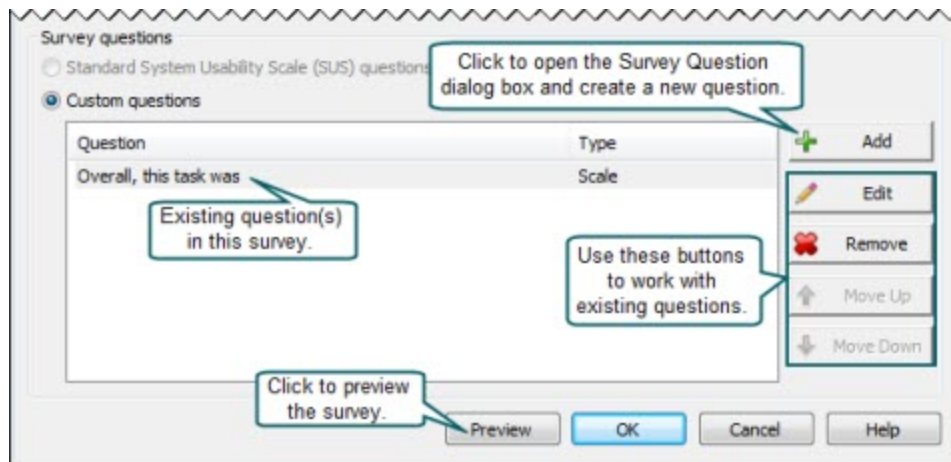 Survey questions
Standard System Usability Scale (SUS) questions
Click to open the Survey Question
dialog box and create a new question.
Custom questions
Question
Type
Add
Overall, this task was
Scale
Edit
Existing question(s)
in this survey.
Remove
Use these buttons
to work with
existing questions.
Move Up
Move Down
Click to preview
the survey.
Preview
OK
Cancel
Help